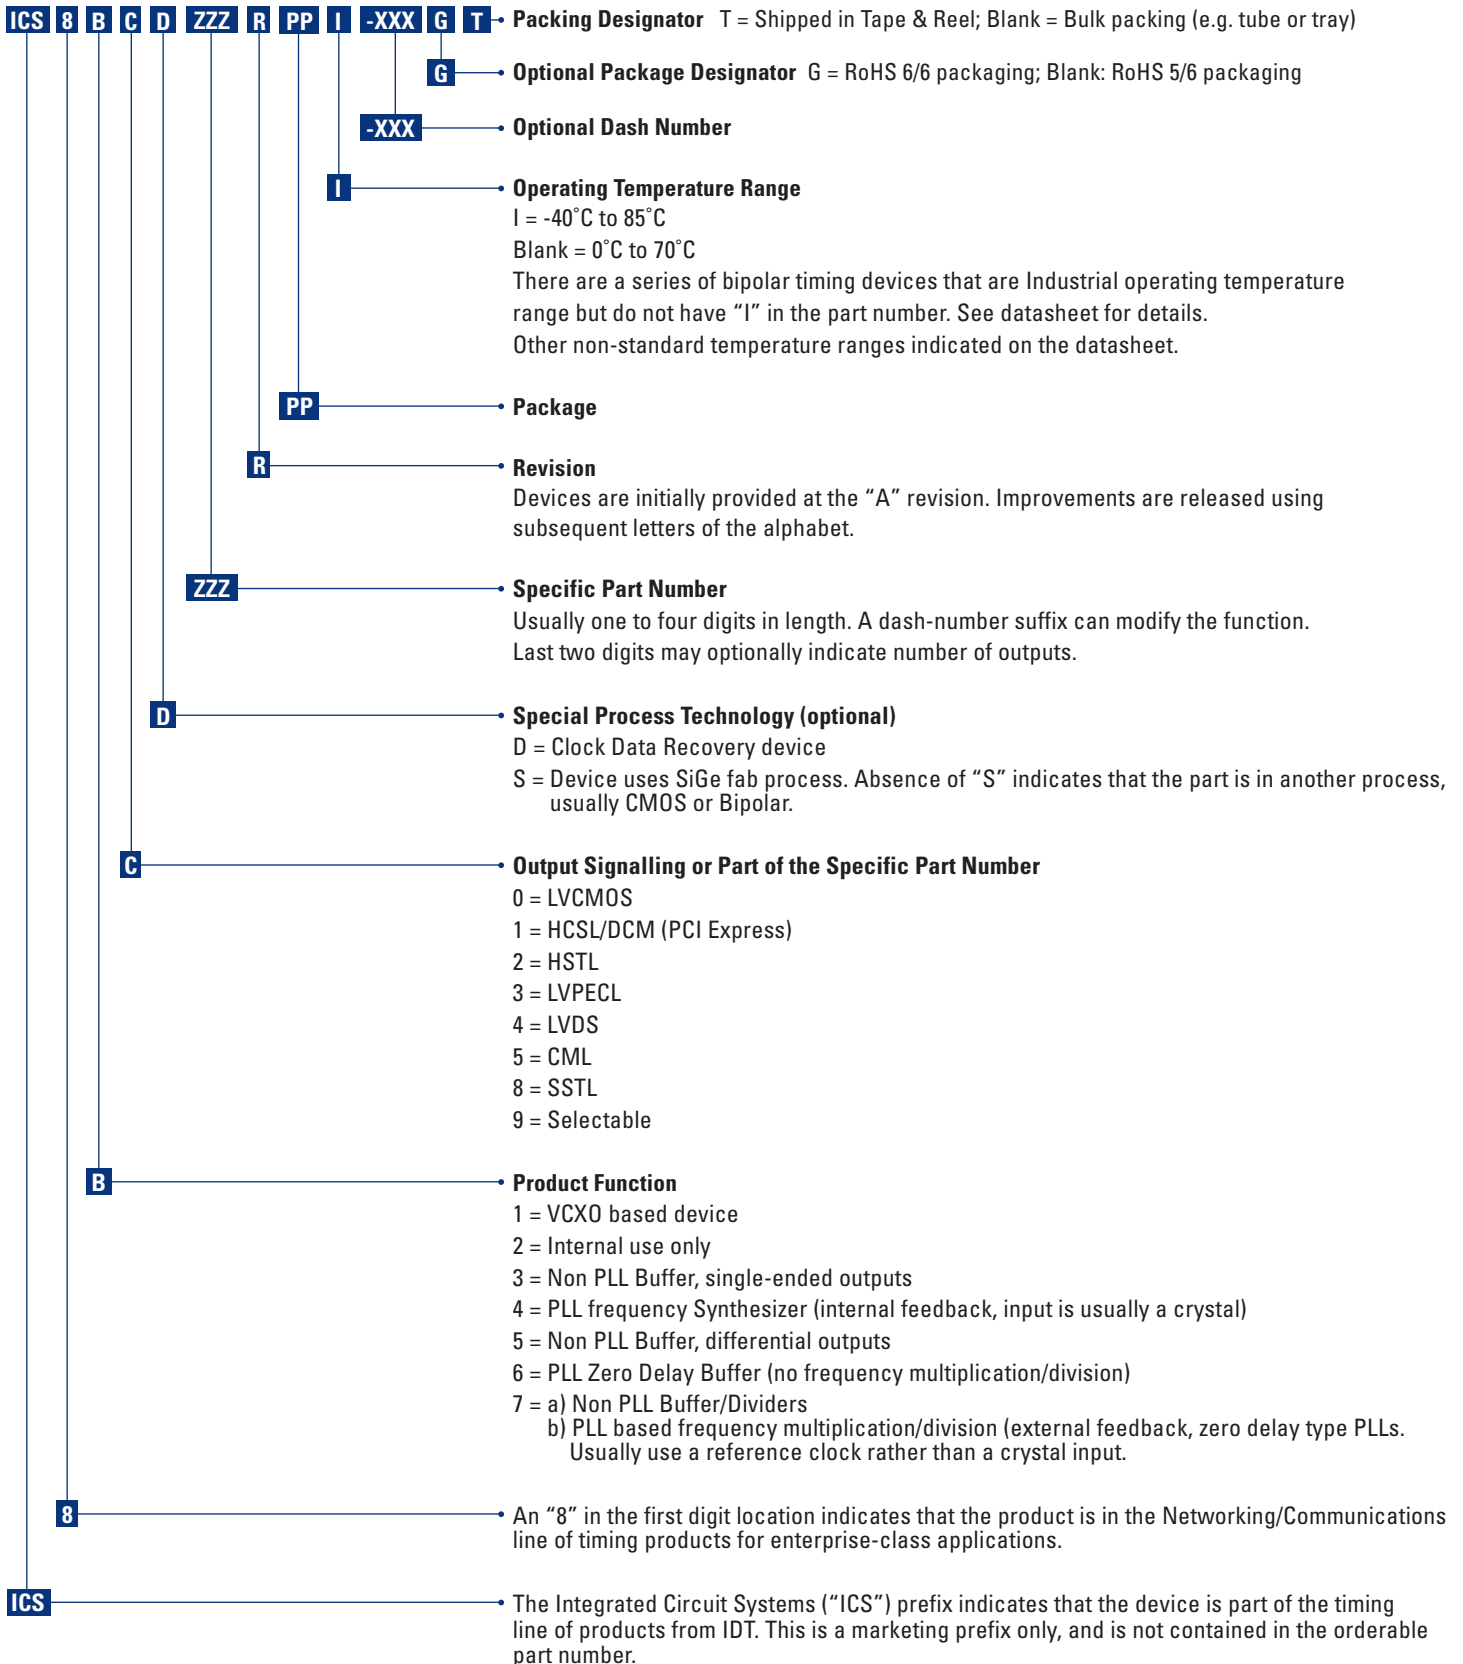 ICS 8 B C D ZZZ R PP I -XXX G T Packing Designator T = Shipped in Tape & Reel; Blank = Bulk packing (e.g. tube or tray)
G Optional Package Designator G = RoHS 6/6 packaging; Blank: RoHS 5/6 packaging
-XXX Optional Dash Number
I Operating Temperature Range
I = -40˚C to 85˚C
Blank = 0˚C to 70˚C
There are a series of bipolar timing devices that are Industrial operating temperature
range but do not have “I” in the part number. See datasheet for details.
Other non-standard temperature ranges indicated on the datasheet.
PP Package
R Revision
Devices are initially provided at the “A” revision. Improvements are released using
subsequent letters of the alphabet.
ZZZ Specific Part Number
Usually one to four digits in length. A dash-number suffix can modify the function.
Last two digits may optionally indicate number of outputs.
D Special Process Technology (optional)
D = Clock Data Recovery device
S = Device uses SiGe fab process. Absence of “S” indicates that the part is in another process,
usually CMOS or Bipolar.
C Output Signalling or Part of the Specific Part Number
0 = LVCMOS
1 = HCSL/DCM (PCI Express)
2 = HSTL
3 = LVPECL
4 = LVDS
5 = CML
8 = SSTL
9 = Selectable
B Product Function
1 = VCXO based device
2 = Internal use only
3 = Non PLL Buffer, single-ended outputs
4 = PLL frequency Synthesizer (internal feedback, input is usually a crystal)
5 = Non PLL Buffer, differential outputs
6 = PLL Zero Delay Buffer (no frequency multiplication/division)
7 = a) Non PLL Buffer/Dividers
b) PLL based frequency multiplication/division (external feedback, zero delay type PLLs.
Usually use a reference clock rather than a crystal input.
8 An “8” in the first digit location indicates that the product is in the Networking/Communications
line of timing products for enterprise-class applications.
ICS The Integrated Circuit Systems (“ICS”) prefix indicates that the device is part of the timing
line of products from IDT. This is a marketing prefix only, and is not contained in the orderable
part number.